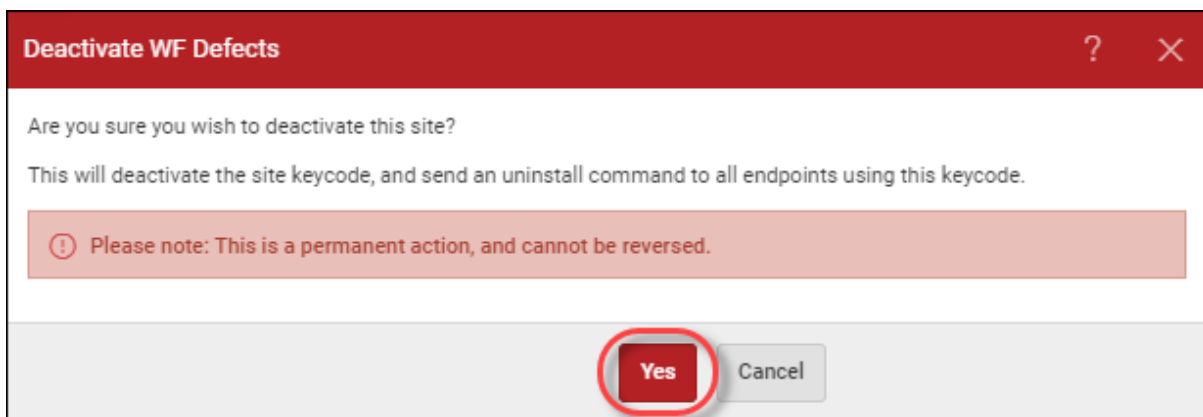 Deactivate WF Defects ?
Are you sure you wish to deactivate this site?
This will deactivate the site keycode, and send an uninstall command to all endpoints using this keycode.
Please note: This is a permanent action, and cannot be reversed.
Yes Cancel